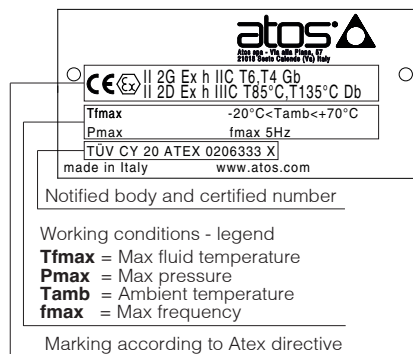 atos
Atos spa - Via alla Piana, 57
21018 Sesto Calende (Va) Italy
CE Ex II 2G Ex h IIC T6,T4 Gb
II 2D Ex h IIIC T85°C,T135°C Db
Tfmax -20°C<Tamb<+70°C
Pmax fmax 5Hz
TÜV CY 20 ATEX 0206333 X
made in Italy www.atos.com
Notified body and certified number
Working conditions - legend
Tfmax = Max fluid temperature
Pmax = Max pressure
Tamb = Ambient temperature
fmax = Max frequency
Marking according to Atex directive